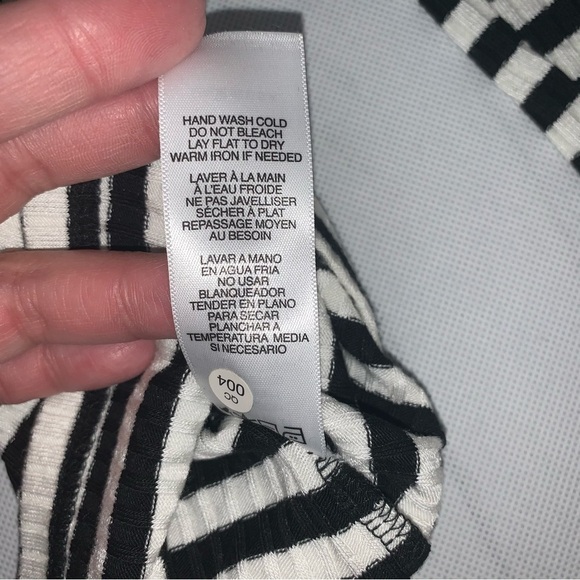 HAND WASH COLD
DO NOT BLEACH
LAY FLAT TO DRY
WARM IRON IF NEEDED
LAVER À LA MAIN
À L'EAU FROIDE
NE PAS JAVELLISER
SÉCHER À PLAT
REPASSAGE MOYEN
AU BESOIN
LAVAR A MANO
EN AGUA FRIA
NO USAR
BLANQUEADOR
TENDER EN PLANO
PARA SECAR
PLANCHAR A
TEMPERATURA MEDIA
SI NECESARIO
QC
004